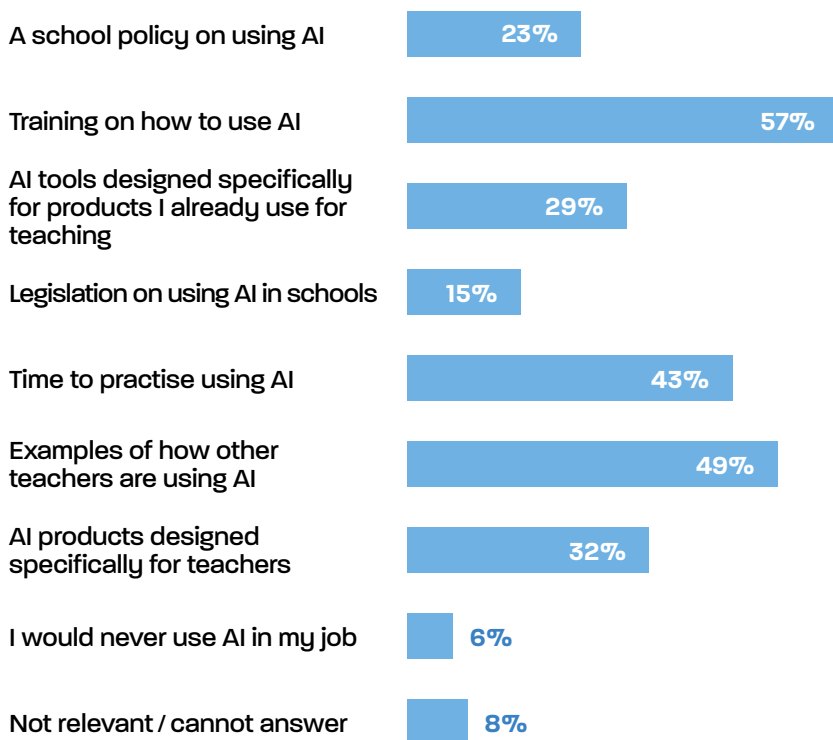 A school policy on using AI 23%
Training on how to use AI 57%
AI tools designed specifically
for products I already use for 29%
teaching
Legislation on using AI in schools 15%
Time to practise using AI 43%
Examples of how other
teachers are using AI 49%
AI products designed
specifically for teachers 32%
I would never use AI in my job 6%
Not relevant / cannot answer 8%